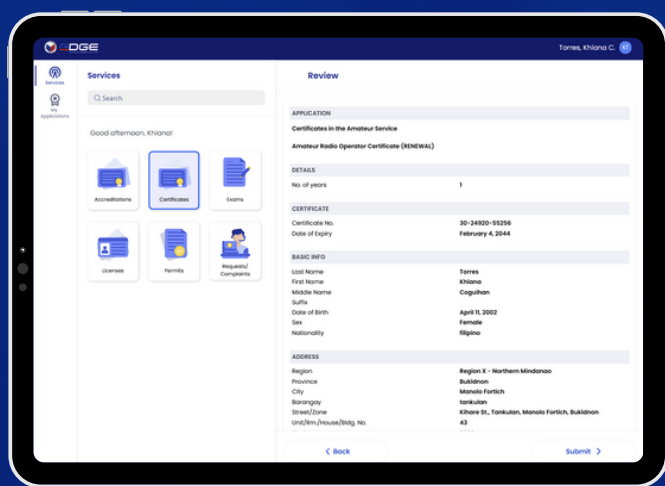 EDGE
Torres, Khiana C.
KT
Services
My
Applications
Services
Search
Good afternoon, Khiana!
Accreditations
Certificates
Exams
Licenses
Permits
Requests/
Complaints
Review
APPLICATION
Certificates in the Amateur Service
Amateur Radio Operator Certificate (RENEWAL)
DETAILS
No. of years 1
CERTIFICATE
Certificate No. 30-24920-55256
Date of Expiry February 4, 2044
BASIC INFO
Last Name Torres
First Name Khiana
Middle Name Coguihan
Suffix
Date of Birth April 11, 2002
Sex Female
Nationality filipino
ADDRESS
Region Region X - Northern Mindanao
Province Bukidnon
City Manolo Fortich
Barangay tankulan
Street/Zone Kihare St., Tankulan, Manolo Fortich, Bukidnon
Unit/Rm./House/Bldg. No. 43
Back
Submit